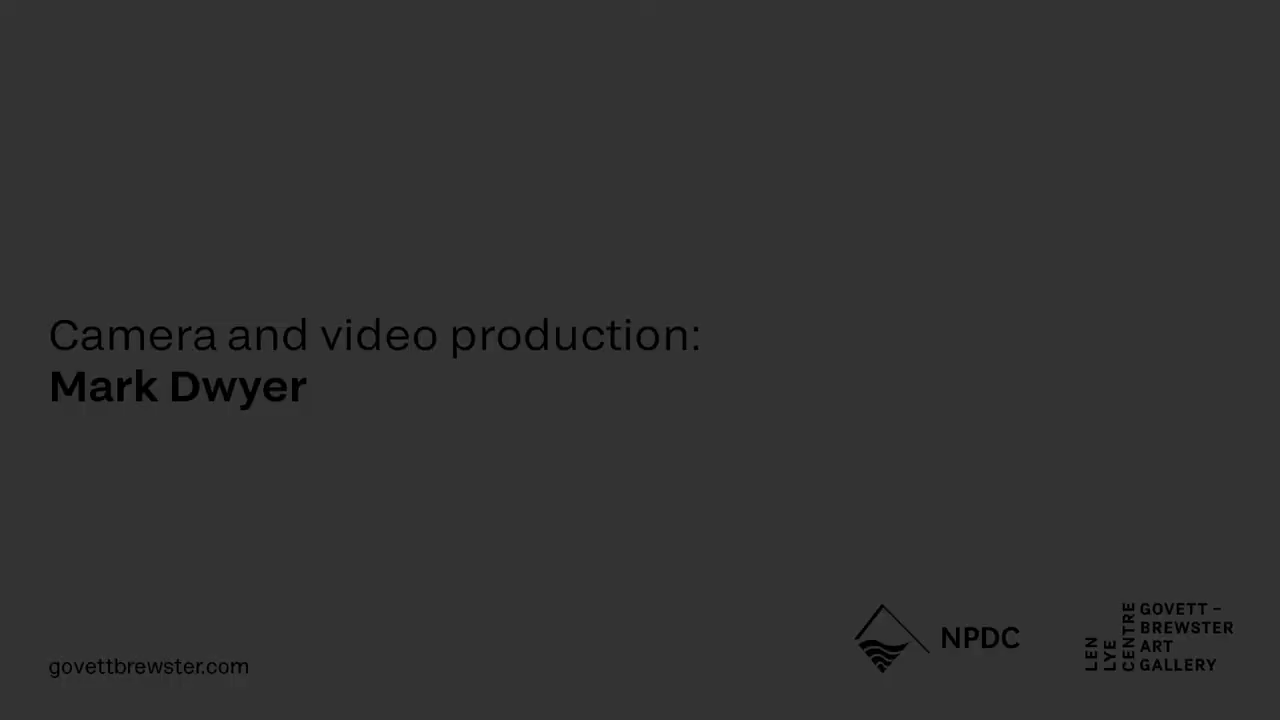 Camera and video production:
Mark Dwyer
govettbrewster.com
NPDC
LEN
LYE
CENTRE
GOVETT –
BREWSTER
ART
GALLERY